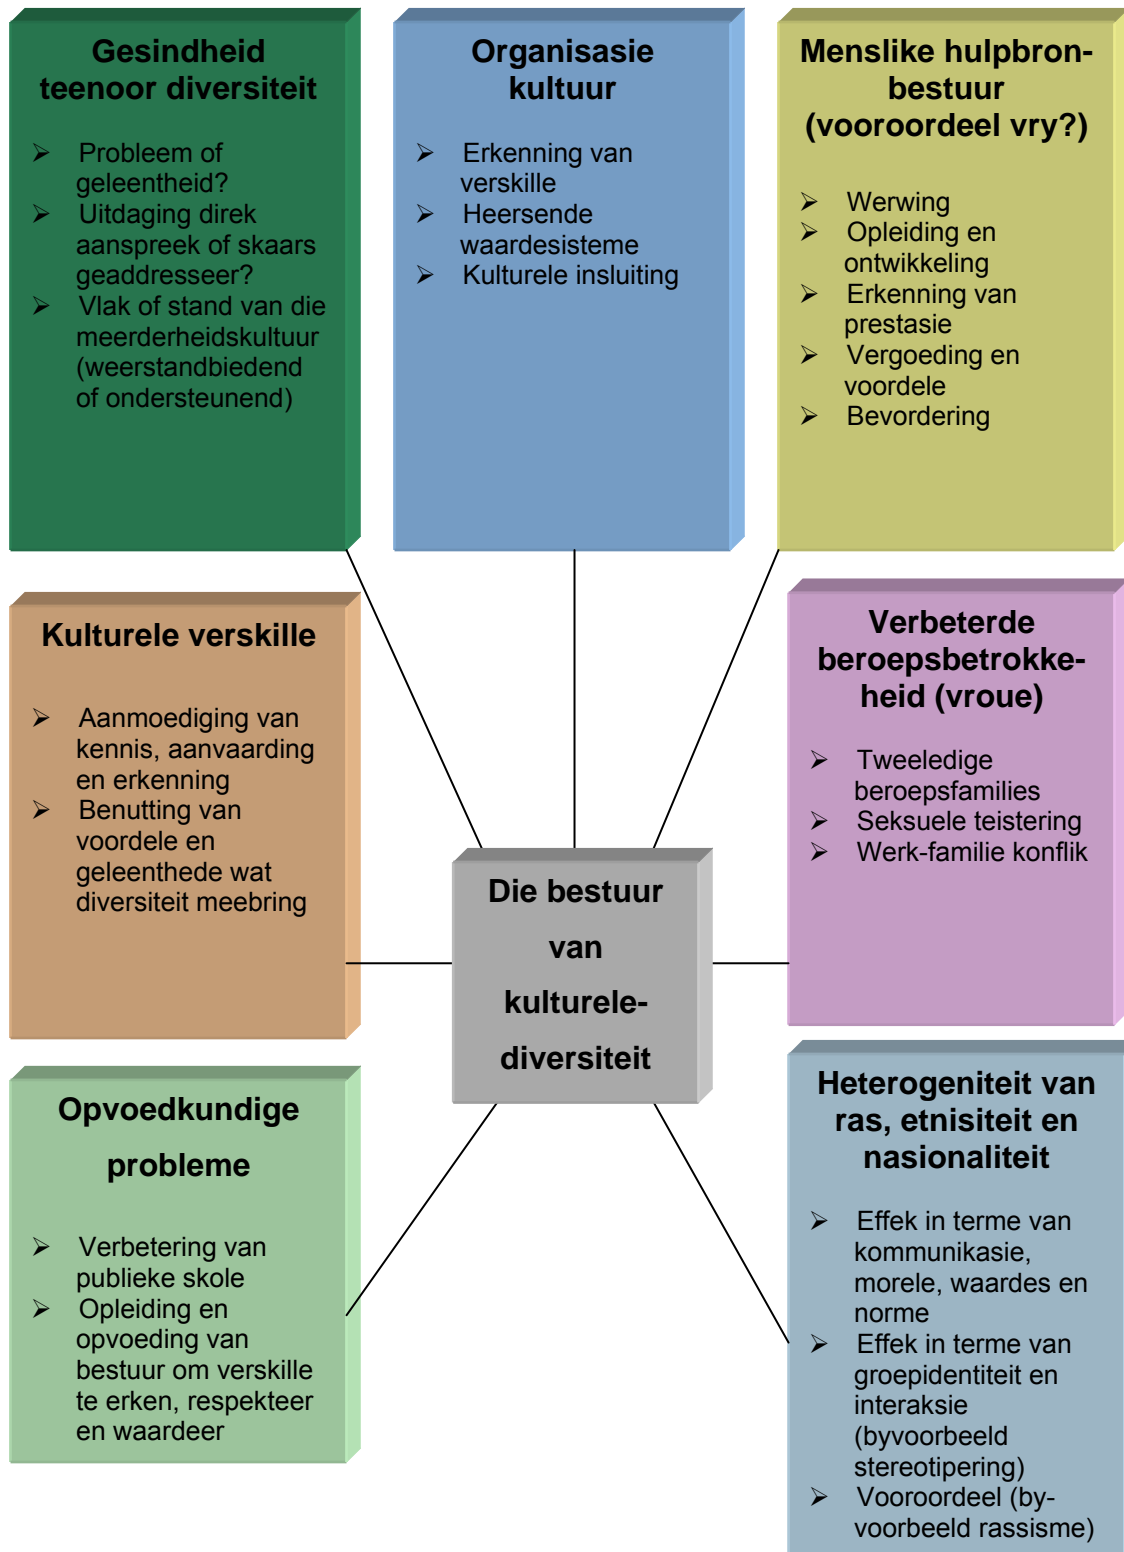 Gesindheid
teenoor diversiteit
➢ Probleem of
geleentheid?
➢ Uitdaging direk
aanspreek of skaars
geaddresseer?
➢ Vlak of stand van die
meerderheidskultuur
(weerstandbiedend
of ondersteunend)
Organisasie
kultuur
➢ Erkenning van
verskille
➢ Heersende
waardesisteme
➢ Kulturele insluiting
Menslike hulpbron-
bestuur
(vooroordeel vry?)
➢ Werwing
➢ Opleiding en
ontwikkeling
➢ Erkenning van
prestasie
➢ Vergoeding en
voordele
➢ Bevordering
Kulturele verskille
➢ Aanmoediging van
kennis, aanvaarding
en erkenning
➢ Benutting van
voordele en
geleenthede wat
diversiteit meebring
Die bestuur
van
kulturele-
diversiteit
Verbeterde
beroepsbetrokke-
heid (vroue)
➢ Tweeledige
beroepsfamilies
➢ Seksuele teistering
➢ Werk-familie konflik
Opvoedkundige
probleme
➢ Verbetering van
publieke skole
➢ Opleiding en
opvoeding van
bestuur om verskille
te erken, respekteer
en waardeer
Heterogeniteit van
ras, etnisiteit en
nasionaliteit
➢ Effek in terme van
kommunikasie,
morele, waardes en
norme
➢ Effek in terme van
groepidentiteit en
interaksie
(byvoorbeeld
stereotipering)
➢ Vooroordeel (by-
voorbeeld rassisme)